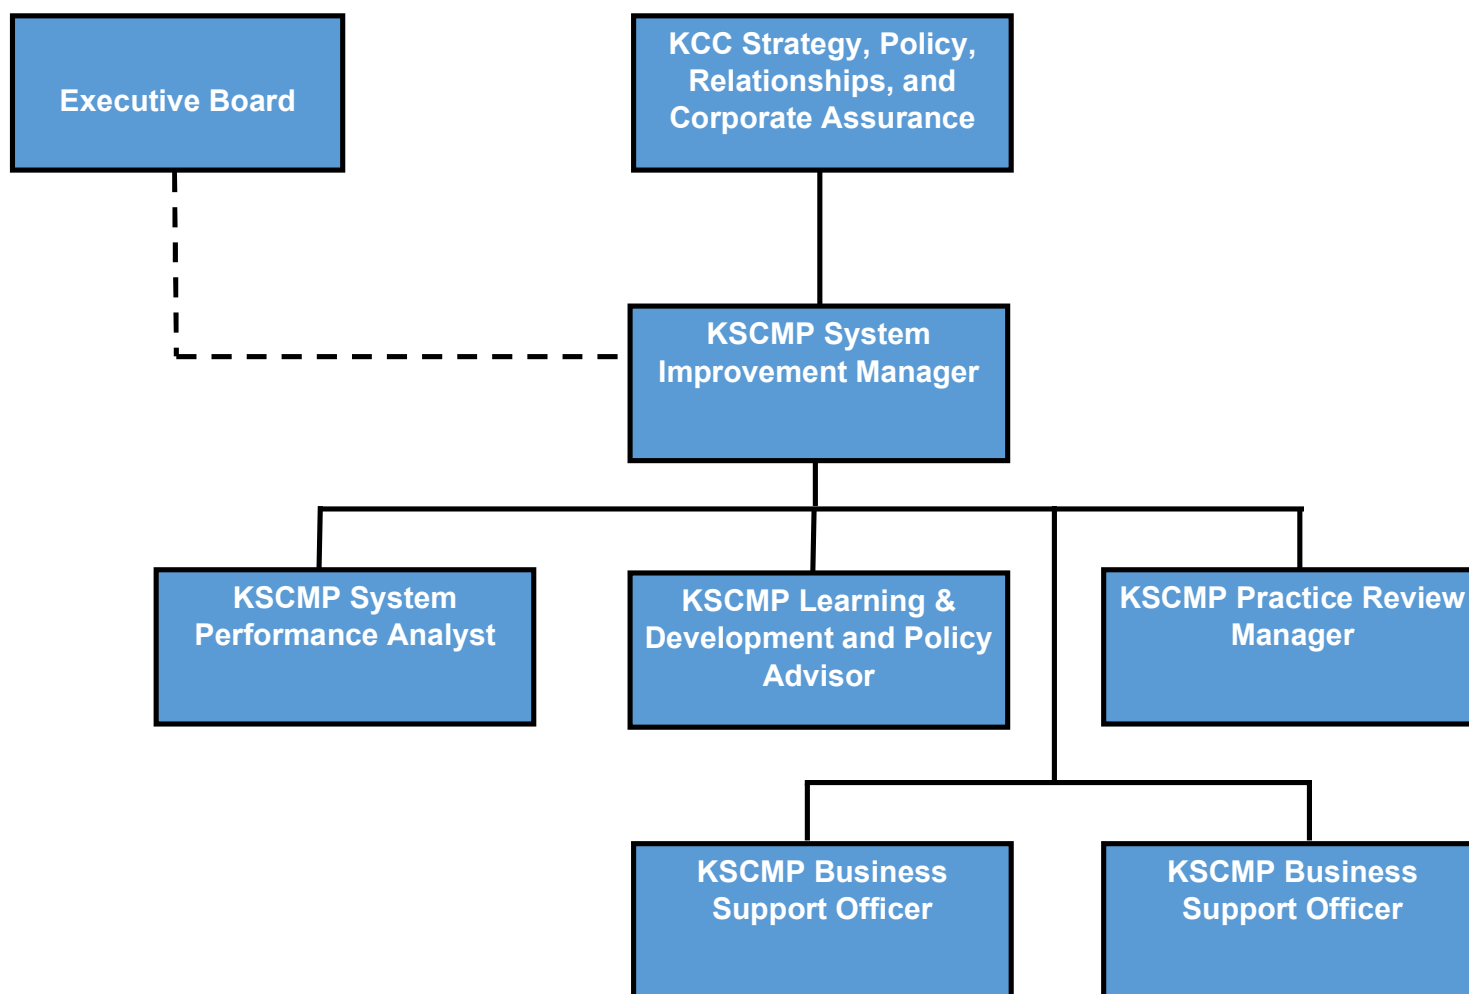 Executive Board
KCC Strategy, Policy,
Relationships, and
Corporate Assurance
KSCMP System
Improvement Manager
KSCMP System
Performance Analyst
KSCMP Learning &
Development and Policy
Advisor
KSCMP Practice Review
Manager
KSCMP Business
Support Officer
KSCMP Business
Support Officer